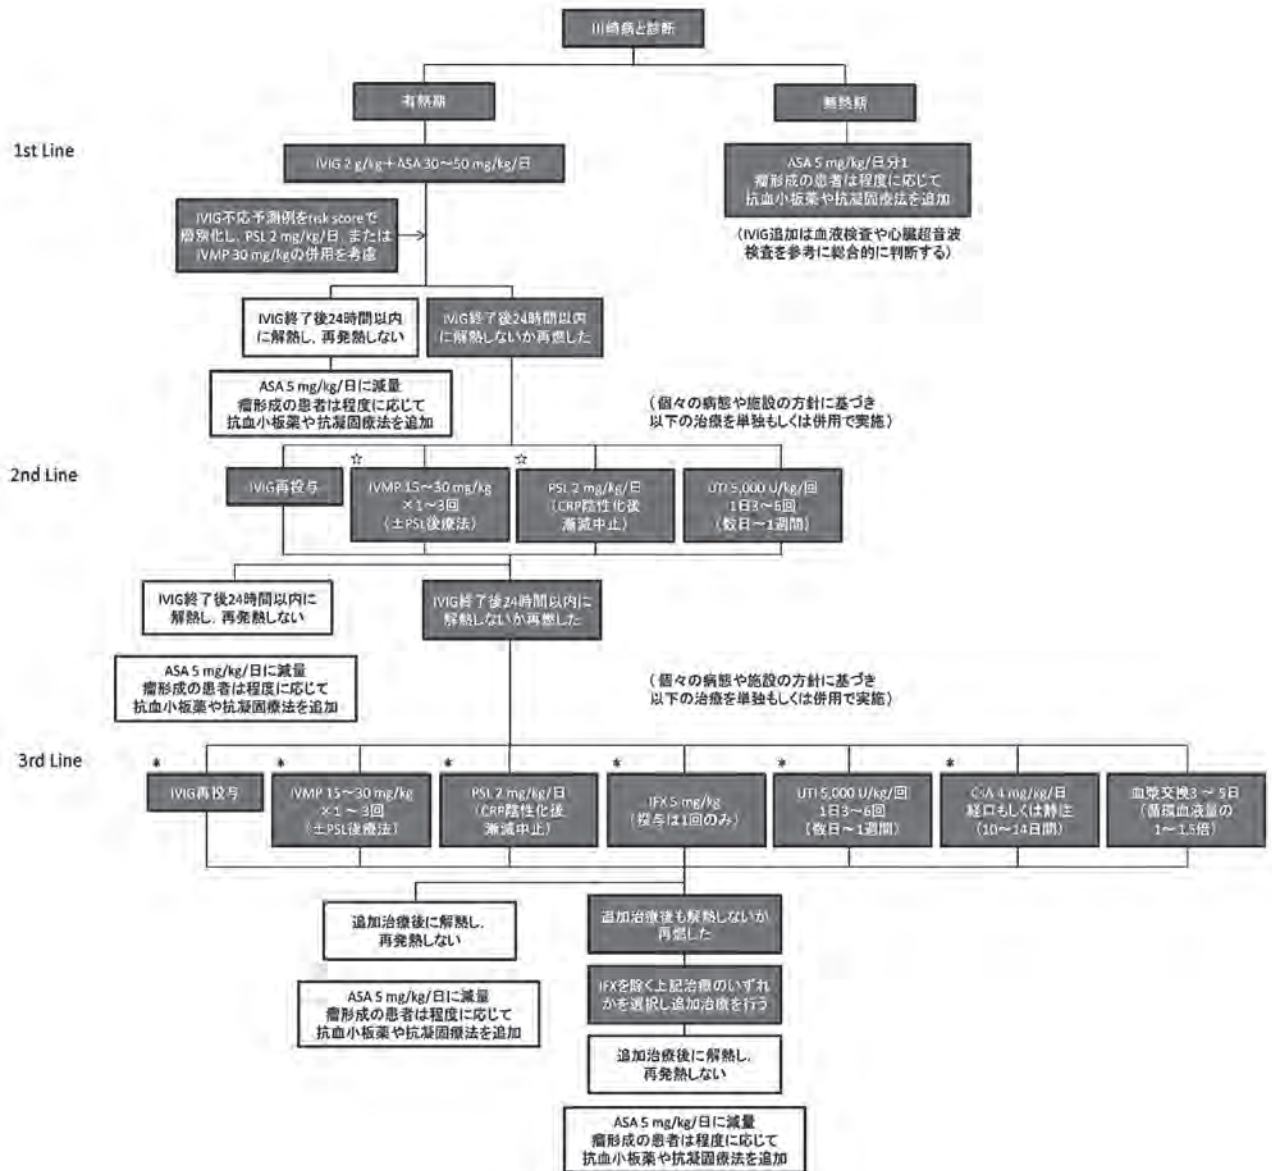 川崎病と診断
有熱期
無熱期
1st Line
IVIG 2 g/kg+ASA 30~50 mg/kg/日
ASA 5 mg/kg/日分1
瘤形成の患者は程度に応じて
抗血小板薬や抗凝固療法を追加
IVIG不応予測例をrisk scoreで
層別化し、PSL 2 mg/kg/日、または
IVMP 30 mg/kgの併用を考慮
(IVIG追加は血液検査や心臓超音波
検査を参考に総合的に判断する)
IVIG終了後24時間以内
に解熱し、再発熱しない
IVIG終了後24時間以内
に解熱しないか再燃した
ASA 5 mg/kg/日に減量
瘤形成の患者は程度に応じて
抗血小板薬や抗凝固療法を追加
(個々の病態や施設の方針に基づき
以下の治療を単独もしくは併用で実施)
2nd Line
IVIG再投与
☆
IVMP 15~30 mg/kg
×1~3回
(±PSL後療法)
☆
PSL 2 mg/kg/日
(CRP陰性化後
漸減中止)
UTI 5,000 U/kg/回
1日3~6回
(数日~1週間)
IVIG終了後24時間以内に
解熱し、再発熱しない
IVIG終了後24時間以内に
解熱しないか再燃した
ASA 5 mg/kg/日に減量
瘤形成の患者は程度に応じて
抗血小板薬や抗凝固療法を追加
(個々の病態や施設の方針に基づき
以下の治療を単独もしくは併用で実施)
3rd Line
*
IVIG再投与
*
IVMP 15~30 mg/kg
×1~3回
(±PSL後療法)
*
PSL 2 mg/kg/日
(CRP陰性化後
漸減中止)
*
IFX 5 mg/kg
(投与は1回のみ)
*
UTI 5,000 U/kg/回
1日3~6回
(数日~1週間)
*
CsA 4 mg/kg/日
経口もしくは静注
(10~14日間)
血漿交換3~5日
(循環血液量の
1~1.5倍)
追加治療後に解熱し、
再発熱しない
追加治療後も解熱しないか
再燃した
ASA 5 mg/kg/日に減量
瘤形成の患者は程度に応じて
抗血小板薬や抗凝固療法を追加
IFXを除く上記治療のいずれ
かを選択し追加治療を行う
追加治療後に解熱し、
再発熱しない
ASA 5 mg/kg/日に減量
瘤形成の患者は程度に応じて
抗血小板薬や抗凝固療法を追加